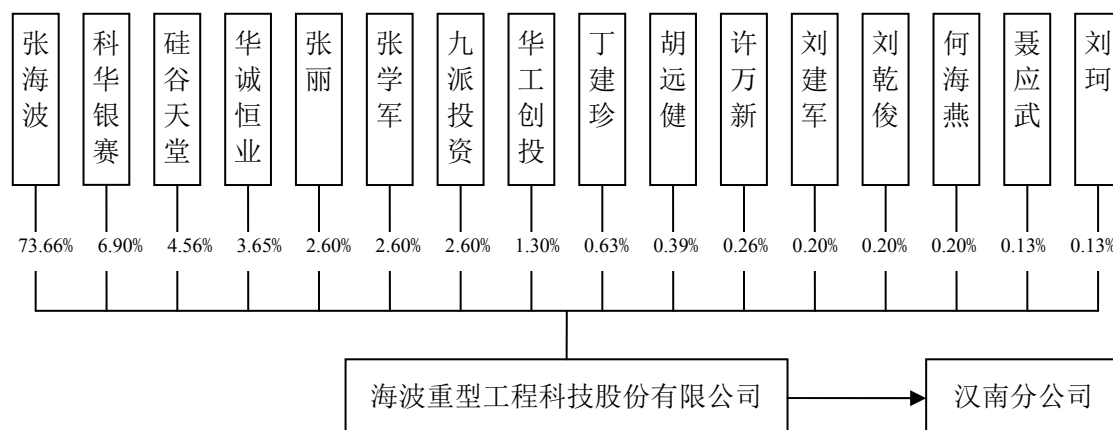 张海波
科华银赛
硅谷天堂
华诚恒业
张丽
张学军
九派投资
华工创投
丁建珍
胡远健
许万新
刘建军
刘乾俊
何海燕
聂应武
刘珂
73.66% 6.90% 4.56% 3.65% 2.60% 2.60% 2.60% 1.30% 0.63% 0.39% 0.26% 0.20% 0.20% 0.20% 0.13% 0.13%
海波重型工程科技股份有限公司 汉南分公司